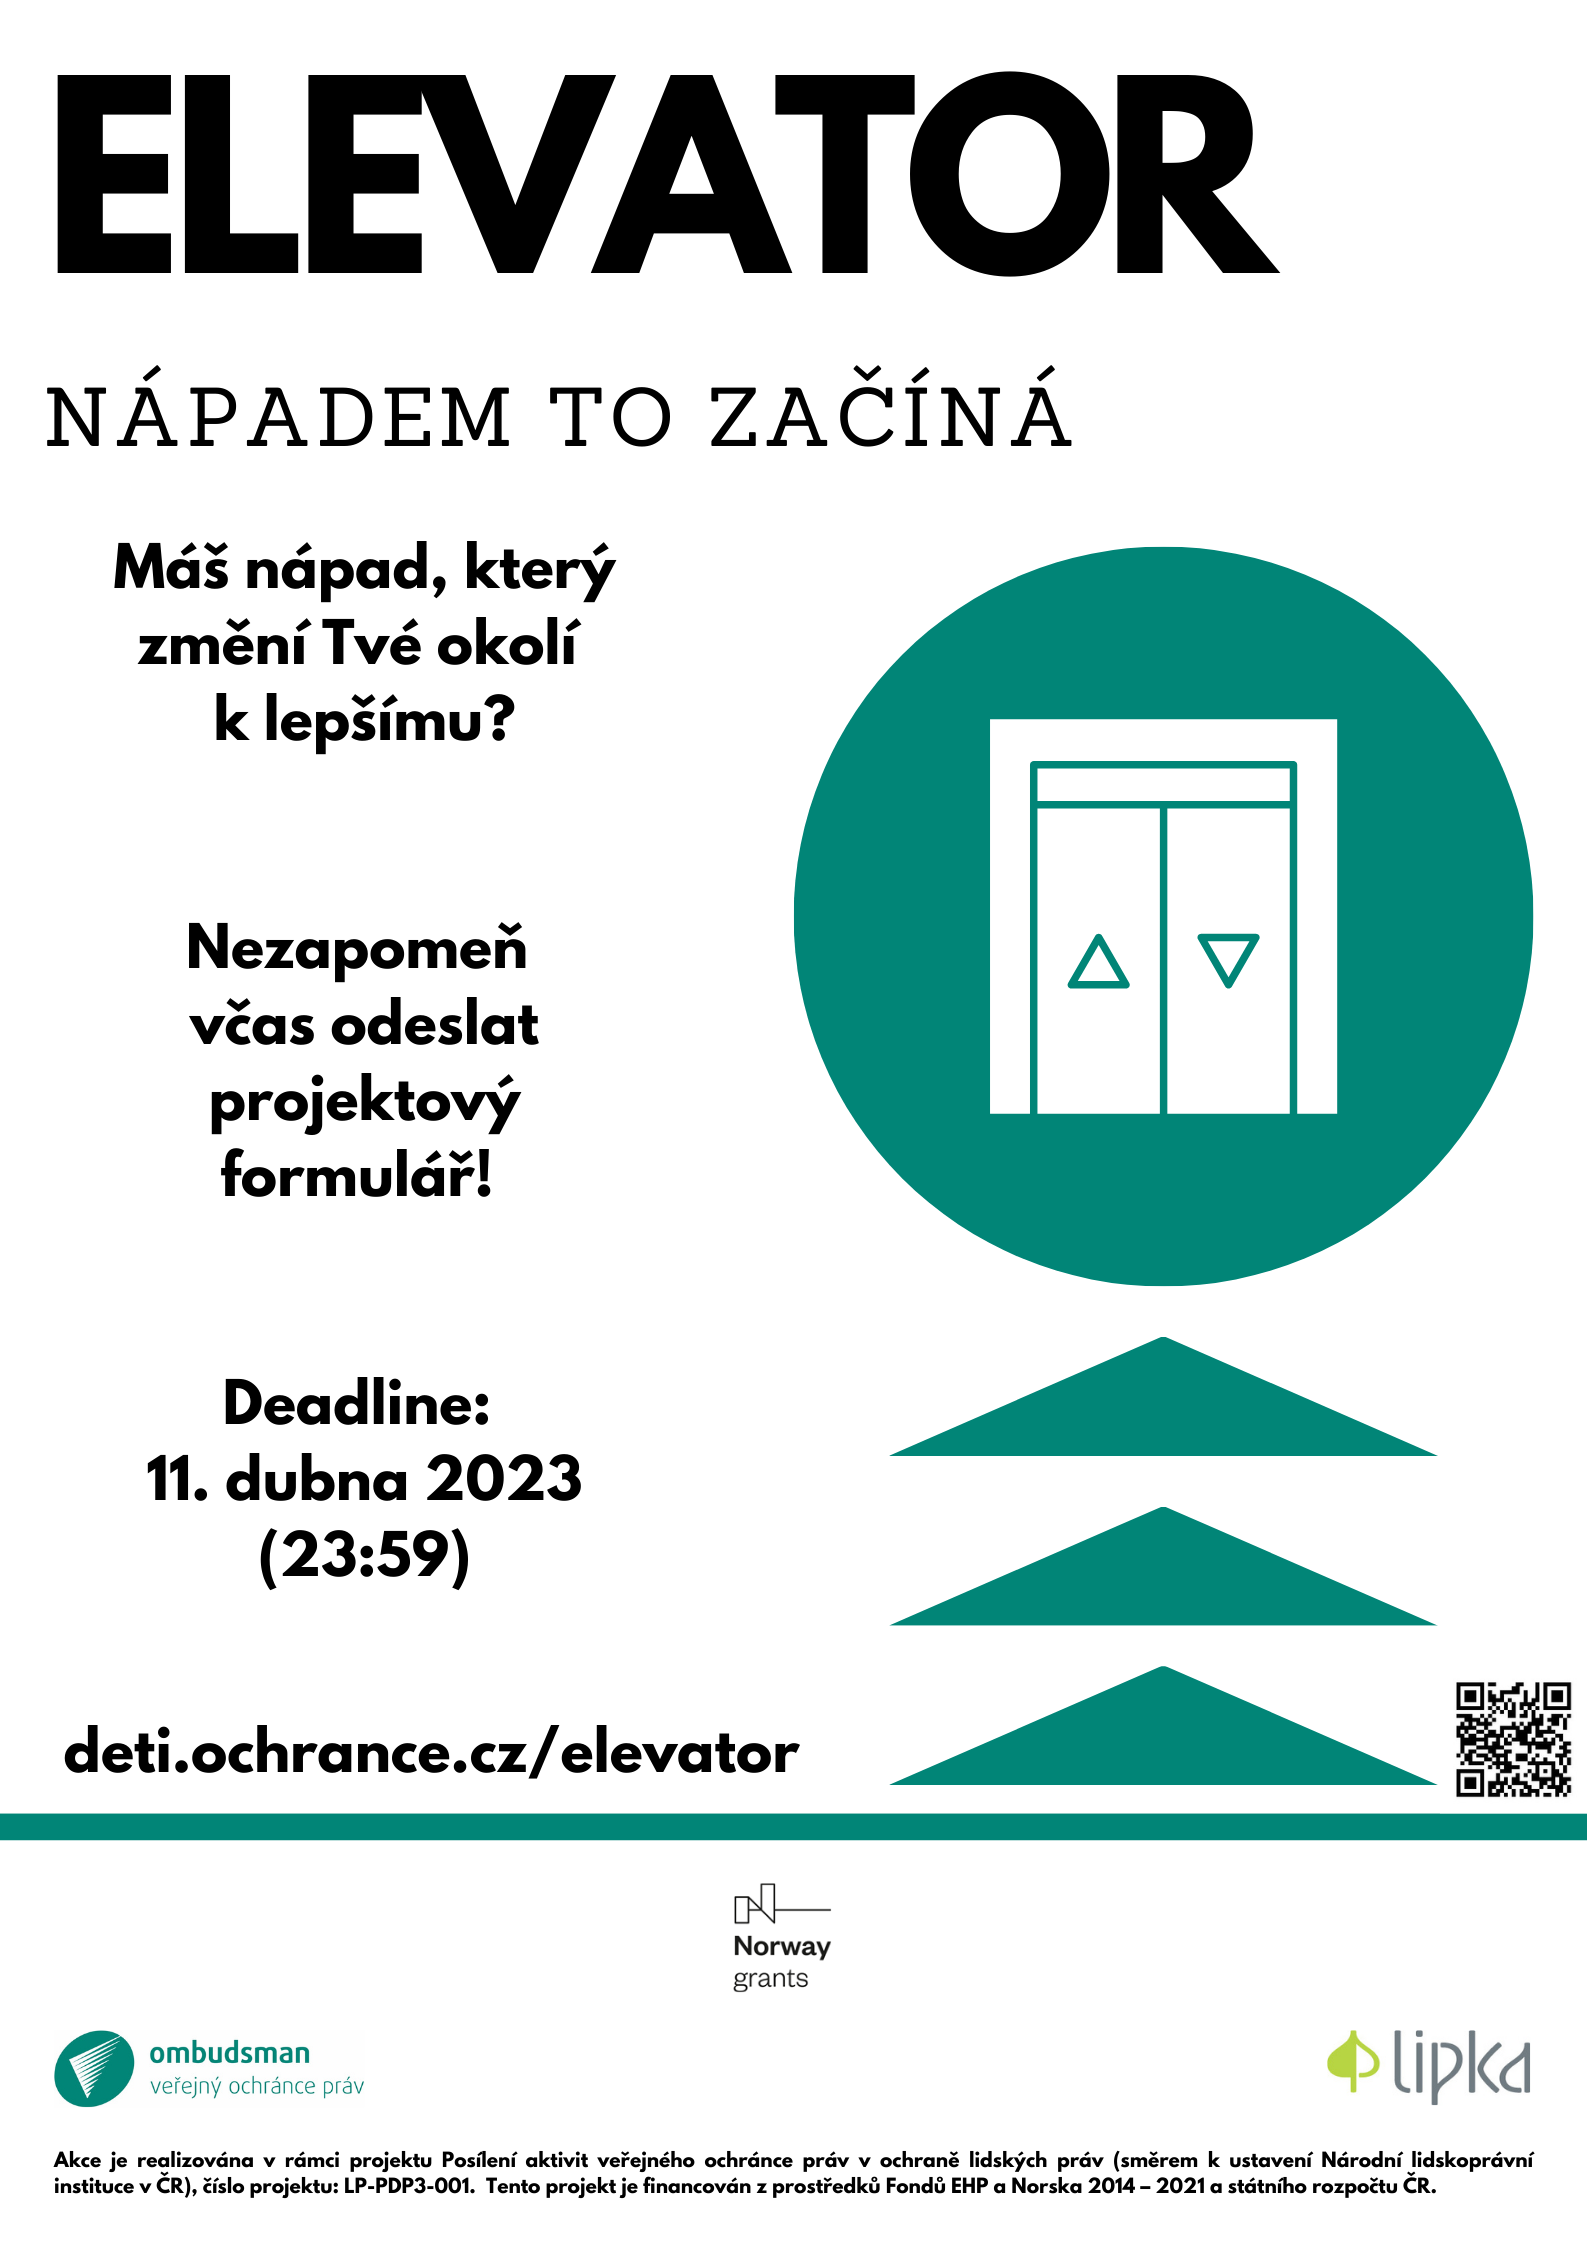 ELEVATOR
NÁPADEM TO ZAČÍNÁ
Máš nápad, který
změní Tvé okolí
k lepšímu?
Nezapomeň
včas odeslat
projektový
formulář!
Deadline:
11. dubna 2023
(23:59)
deti.ochrance.cz/elevator
Norway
grants
ombudsman
veřejný ochránce práv
lipka
Akce je realizována v rámci projektu Posílení aktivit veřejného ochránce práv v ochraně lidských práv (směrem k ustavení Národní lidskoprávní
instituce v ČR), číslo projektu: LP-PDP3-001. Tento projekt je financován z prostředků Fondů EHP a Norska 2014 – 2021 a státního rozpočtu ČR.